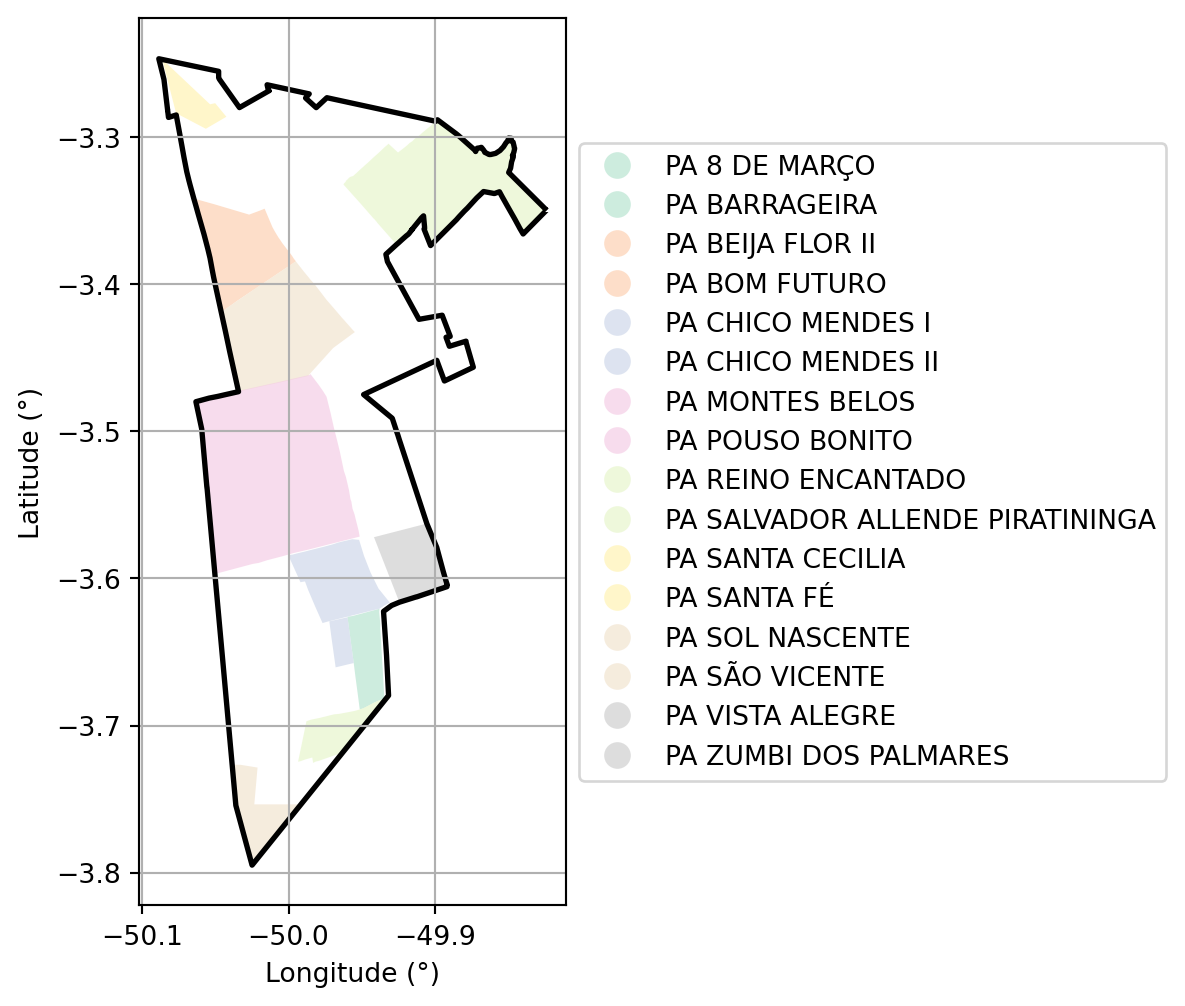 −3.3
−3.4
−3.5
−3.6
−3.7
−3.8
Latitude (°)
−50.1
−50.0
−49.9
Longitude (°)
PA 8 DE MARÇO
PA BARRAGEIRA
PA BEIJA FLOR II
PA BOM FUTURO
PA CHICO MENDES I
PA CHICO MENDES II
PA MONTES BELOS
PA POUSO BONITO
PA REINO ENCANTADO
PA SALVADOR ALLENDE PIRATININGA
PA SANTA CECILIA
PA SANTA FÉ
PA SOL NASCENTE
PA SÃO VICENTE
PA VISTA ALEGRE
PA ZUMBI DOS PALMARES